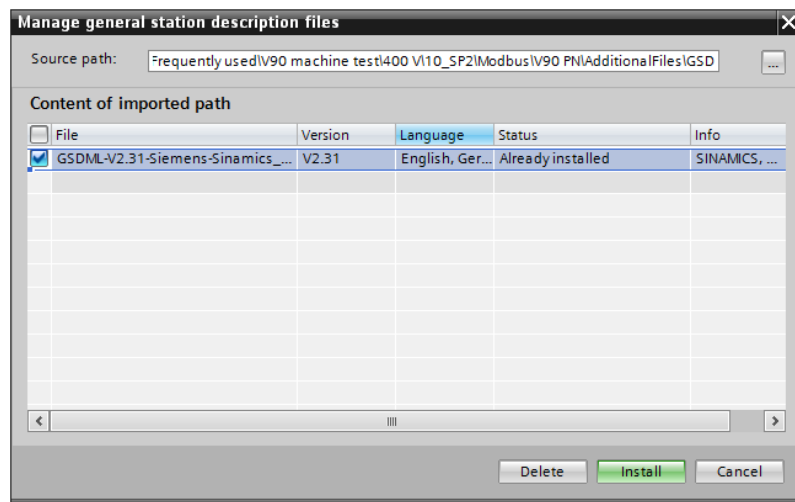 Manage general station description files
Source path: Frequently used\V90 machine test\400 V\10_SP2\Modbus\V90 PN\AdditionalFiles\GSD ...
Content of imported path
File Version Language Status Info
GSDML-V2.31-Siemens-Sinamics_... V2.31 English, Ger... Already installed SINAMICS, ...
Delete Install Cancel